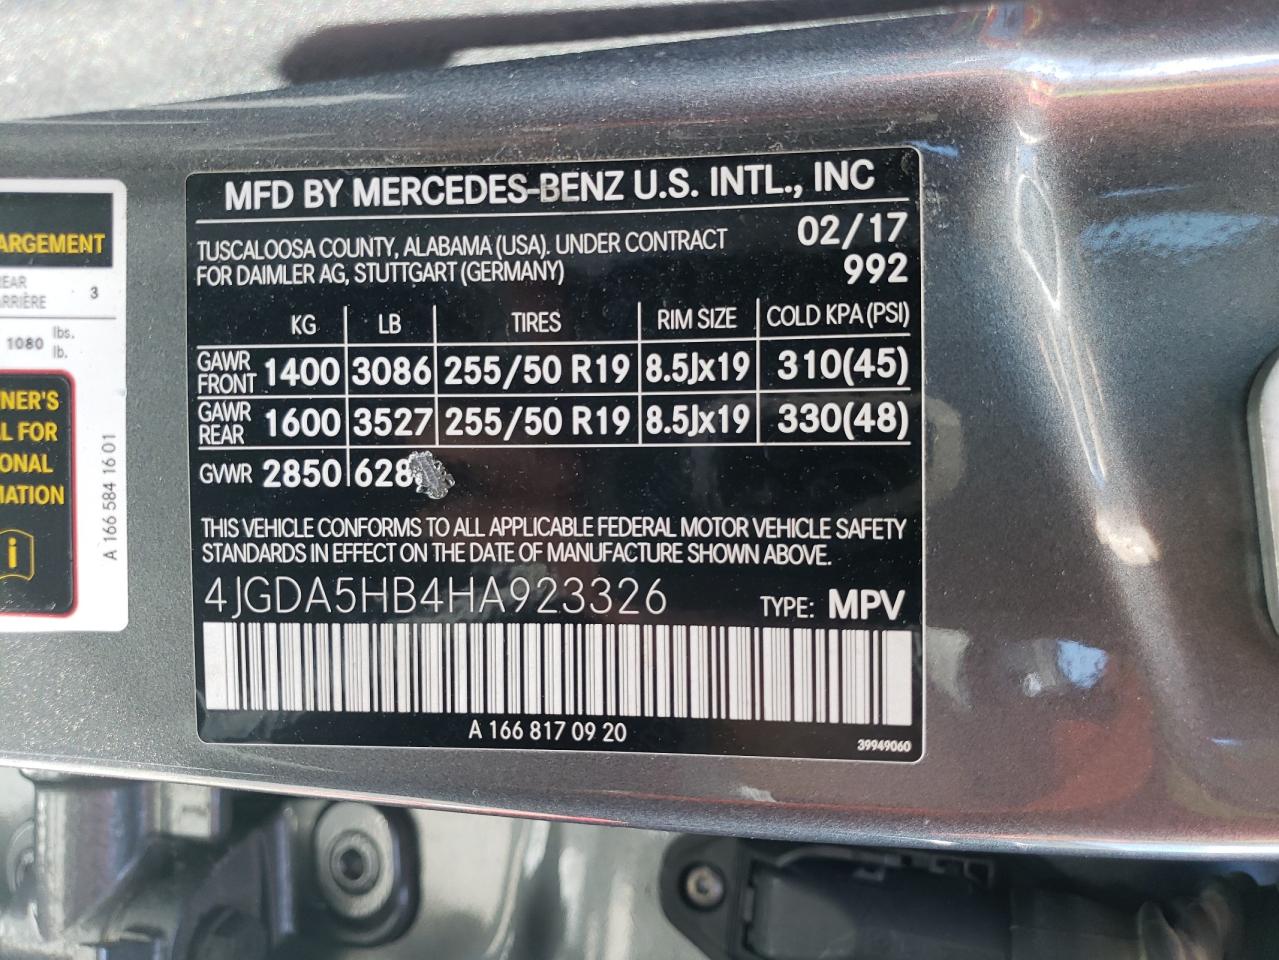 MFD BY MERCEDES-BENZ U.S. INTL., INC
TUSCALOOSA COUNTY, ALABAMA (USA). UNDER CONTRACT 02/17
FOR DAIMLER AG, STUTTGART (GERMANY) 992
KG LB TIRES RIM SIZE COLD KPA (PSI)
GAWR FRONT 1400 3086 255/50 R19 8.5Jx19 310(45)
GAWR REAR 1600 3527 255/50 R19 8.5Jx19 330(48)
GVWR 2850 628
THIS VEHICLE CONFORMS TO ALL APPLICABLE FEDERAL MOTOR VEHICLE SAFETY
STANDARDS IN EFFECT ON THE DATE OF MANUFACTURE SHOWN ABOVE.
4JGDA5HB4HA923326 TYPE: MPV
A 166 817 09 20
39949060
ARGEMENT
EAR
ARRIÈRE 3
1080 lbs.
lb.
NER'S
L FOR
ONAL
MATION
i
A 166 584 16 01